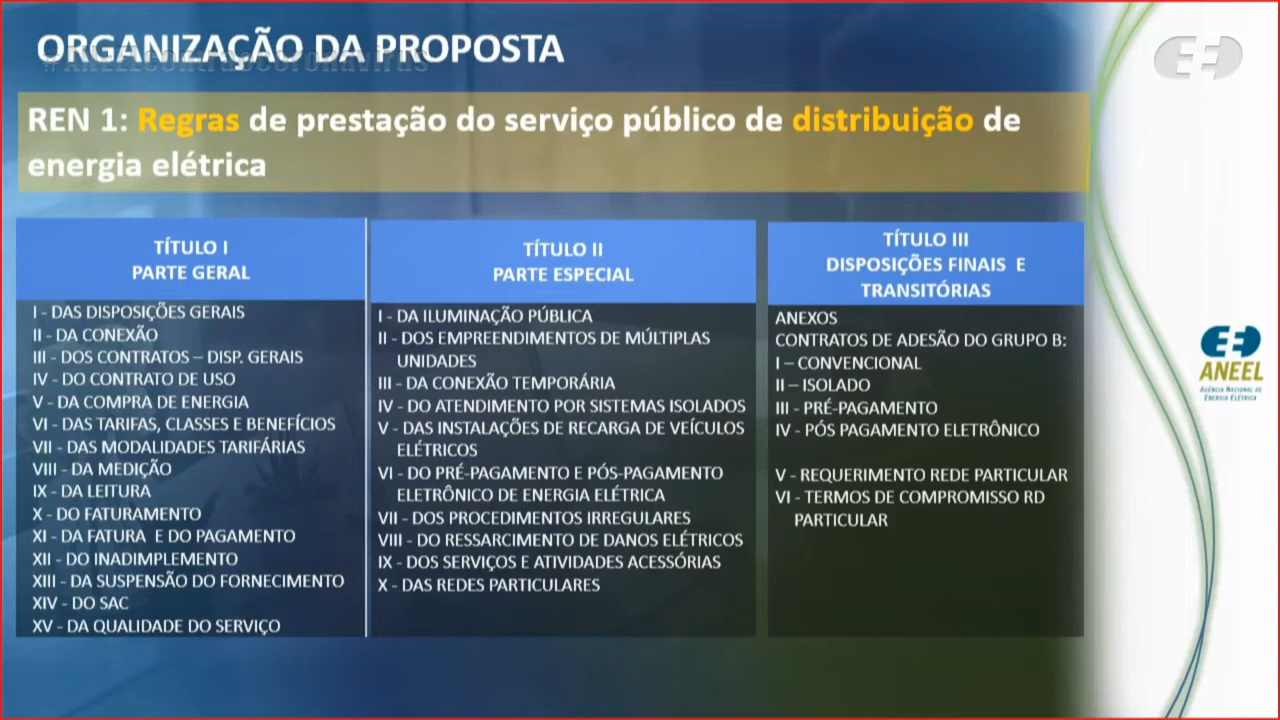 ORGANIZAÇÃO DA PROPOSTA
#ANEELcontraocoronavírus
REN 1: Regras de prestação do serviço público de distribuição de
energia elétrica
TÍTULO I
PARTE GERAL
I - DAS DISPOSIÇÕES GERAIS
II - DA CONEXÃO
III - DOS CONTRATOS – DISP. GERAIS
IV - DO CONTRATO DE USO
V - DA COMPRA DE ENERGIA
VI - DAS TARIFAS, CLASSES E BENEFÍCIOS
VII - DAS MODALIDADES TARIFÁRIAS
VIII - DA MEDIÇÃO
IX - DA LEITURA
X - DO FATURAMENTO
XI - DA FATURA E DO PAGAMENTO
XII - DO INADIMPLEMENTO
XIII - DA SUSPENSÃO DO FORNECIMENTO
XIV - DO SAC
XV - DA QUALIDADE DO SERVIÇO
TÍTULO II
PARTE ESPECIAL
I - DA ILUMINAÇÃO PÚBLICA
II - DOS EMPREENDIMENTOS DE MÚLTIPLAS
UNIDADES
III - DA CONEXÃO TEMPORÁRIA
IV - DO ATENDIMENTO POR SISTEMAS ISOLADOS
V - DAS INSTALAÇÕES DE RECARGA DE VEÍCULOS
ELÉTRICOS
VI - DO PRÉ-PAGAMENTO E PÓS-PAGAMENTO
ELETRÔNICO DE ENERGIA ELÉTRICA
VII - DOS PROCEDIMENTOS IRREGULARES
VIII - DO RESSARCIMENTO DE DANOS ELÉTRICOS
IX - DOS SERVIÇOS E ATIVIDADES ACESSÓRIAS
X - DAS REDES PARTICULARES
TÍTULO III
DISPOSIÇÕES FINAIS E
TRANSITÓRIAS
ANEXOS
CONTRATOS DE ADESÃO DO GRUPO B:
I – CONVENCIONAL
II – ISOLADO
III - PRÉ-PAGAMENTO
IV - PÓS PAGAMENTO ELETRÔNICO
V - REQUERIMENTO REDE PARTICULAR
VI - TERMOS DE COMPROMISSO RD
PARTICULAR
ANEEL
AGÊNCIA NACIONAL DE
ENERGIA ELÉTRICA